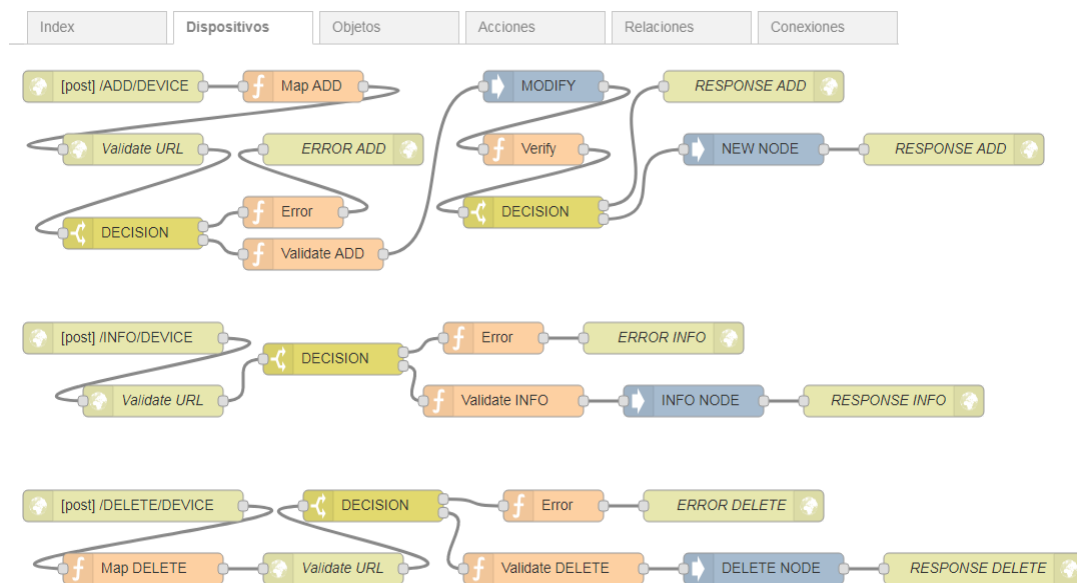 Index Dispositivos Objetos Acciones Relaciones Conexiones
[post] /ADD/DEVICE Map ADD MODIFY RESPONSE ADD
Validate URL ERROR ADD Verify NEW NODE RESPONSE ADD
DECISION Error DECISION
Validate ADD
[post] /INFO/DEVICE DECISION Error ERROR INFO
Validate URL Validate INFO INFO NODE RESPONSE INFO
[post] /DELETE/DEVICE DECISION Error ERROR DELETE
Map DELETE Validate URL Validate DELETE DELETE NODE RESPONSE DELETE